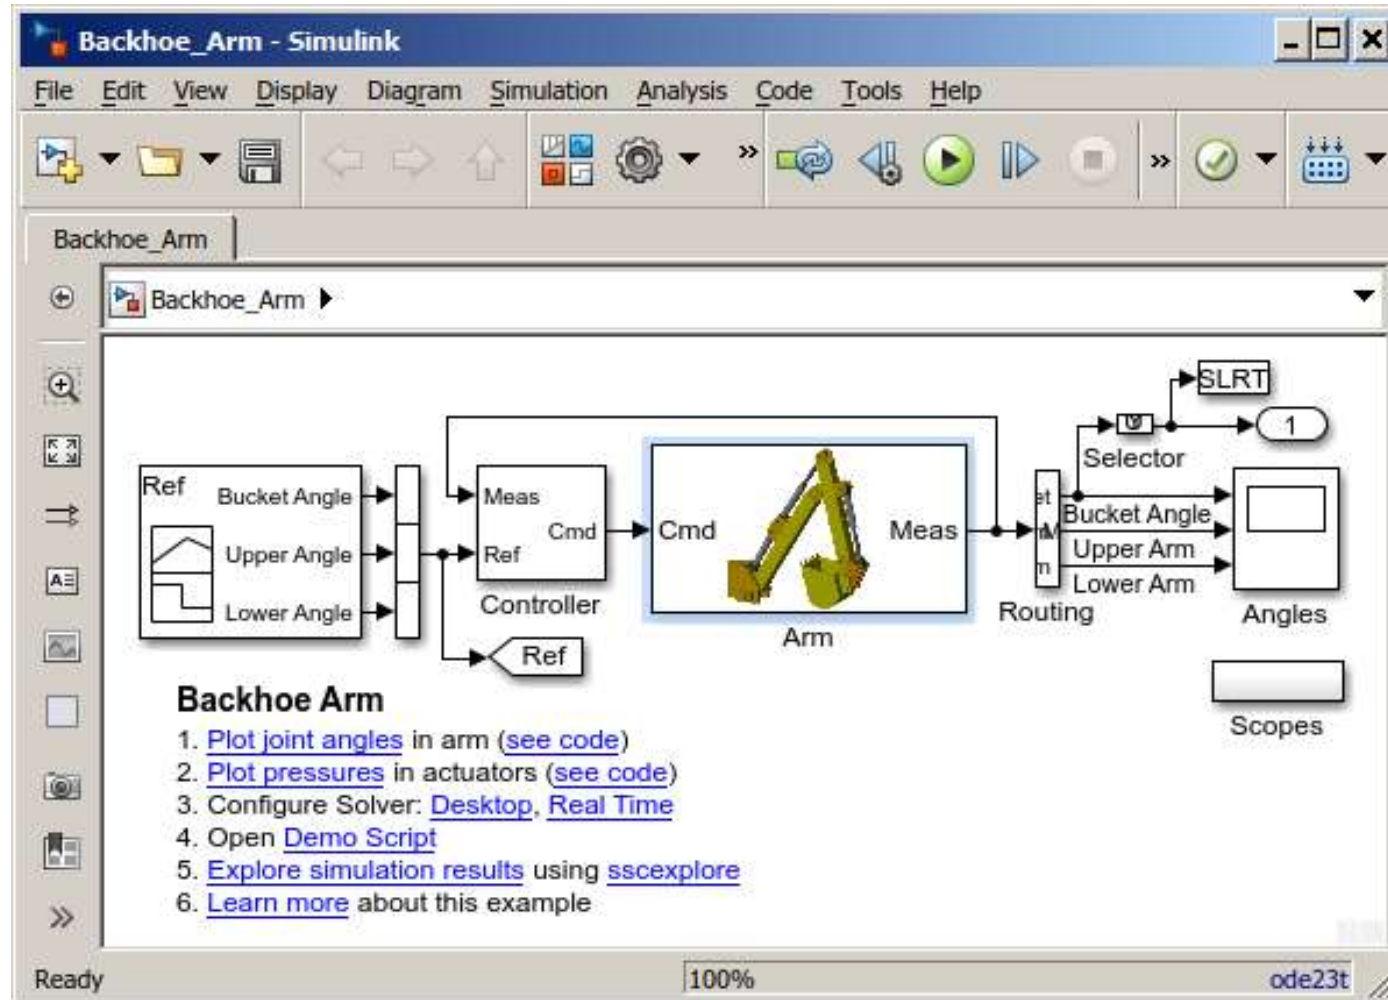 Backhoe_Arm - Simulink
File Edit View Display Diagram Simulation Analysis Code Tools Help
Backhoe_Arm
Backhoe_Arm
SLRT
1
Selector
Ref
Bucket Angle
Upper Angle
Lower Angle
Meas
Cmd
Ref
Controller
Ref
Cmd
Meas
Arm
Routing
Bucket Angle
Upper Arm
Lower Arm
Angles
Scopes
Backhoe Arm
1. Plot joint angles in arm (see code)
2. Plot pressures in actuators (see code)
3. Configure Solver: Desktop, Real Time
4. Open Demo Script
5. Explore simulation results using sscexplore
6. Learn more about this example
Ready 100% ode23t